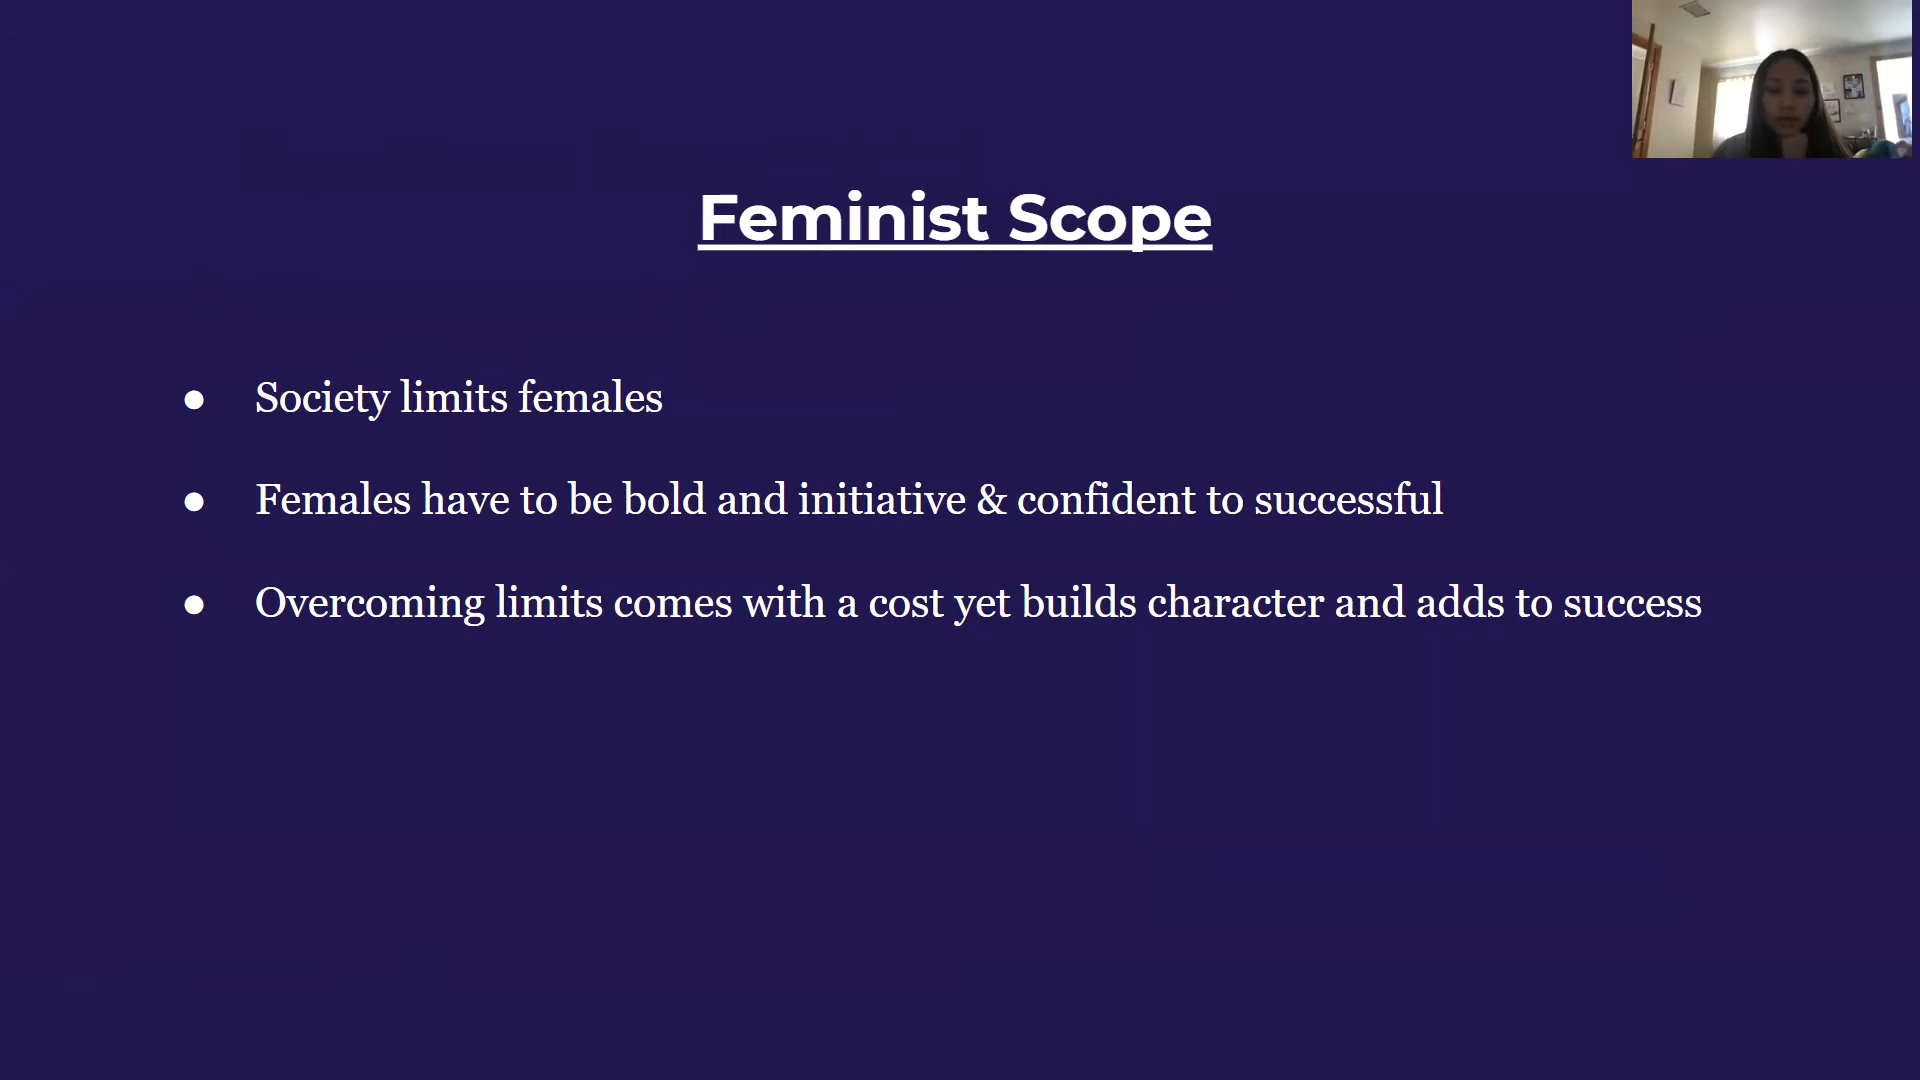 Feminist Scope
● Society limits females
● Females have to be bold and initiative & confident to successful
● Overcoming limits comes with a cost yet builds character and adds to success